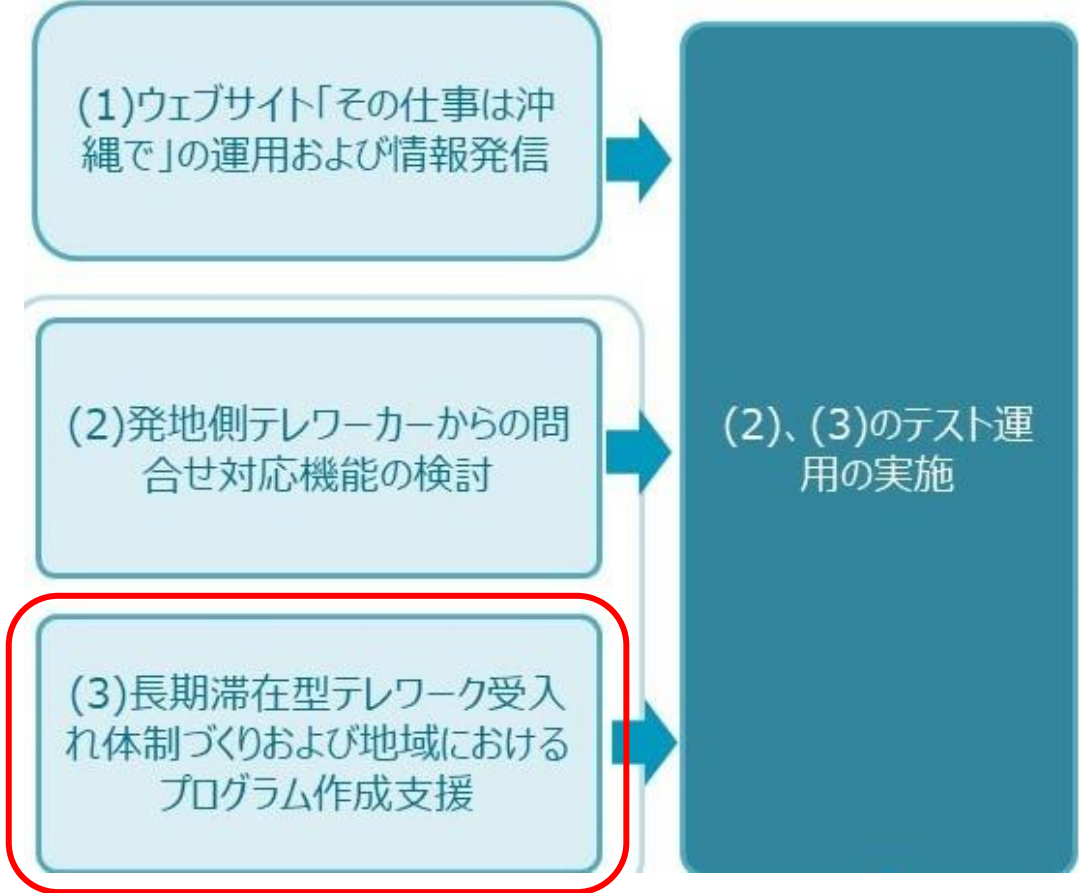 (1)ウェブサイト「その仕事は沖
縄で」の運用および情報発信
(2)発地側テレワーカーからの問
合せ対応機能の検討
(3)長期滞在型テレワーク受入
れ体制づくりおよび地域における
プログラム作成支援
(2)、(3)のテスト運
用の実施